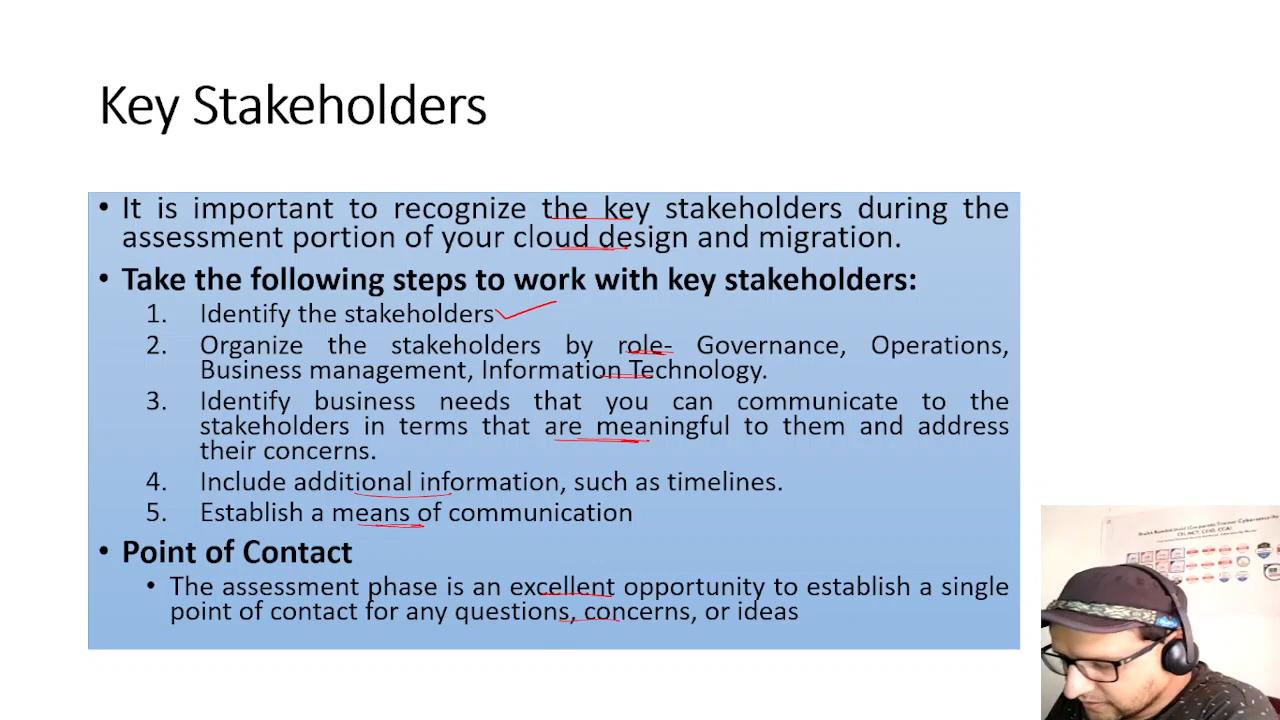 Key Stakeholders
• It is important to recognize the key stakeholders during the
assessment portion of your cloud design and migration.
• Take the following steps to work with key stakeholders:
1. Identify the stakeholders
2. Organize the stakeholders by role- Governance, Operations,
Business management, Information Technology.
3. Identify business needs that you can communicate to the
stakeholders in terms that are meaningful to them and address
their concerns.
4. Include additional information, such as timelines.
5. Establish a means of communication
• Point of Contact
• The assessment phase is an excellent opportunity to establish a single
point of contact for any questions, concerns, or ideas